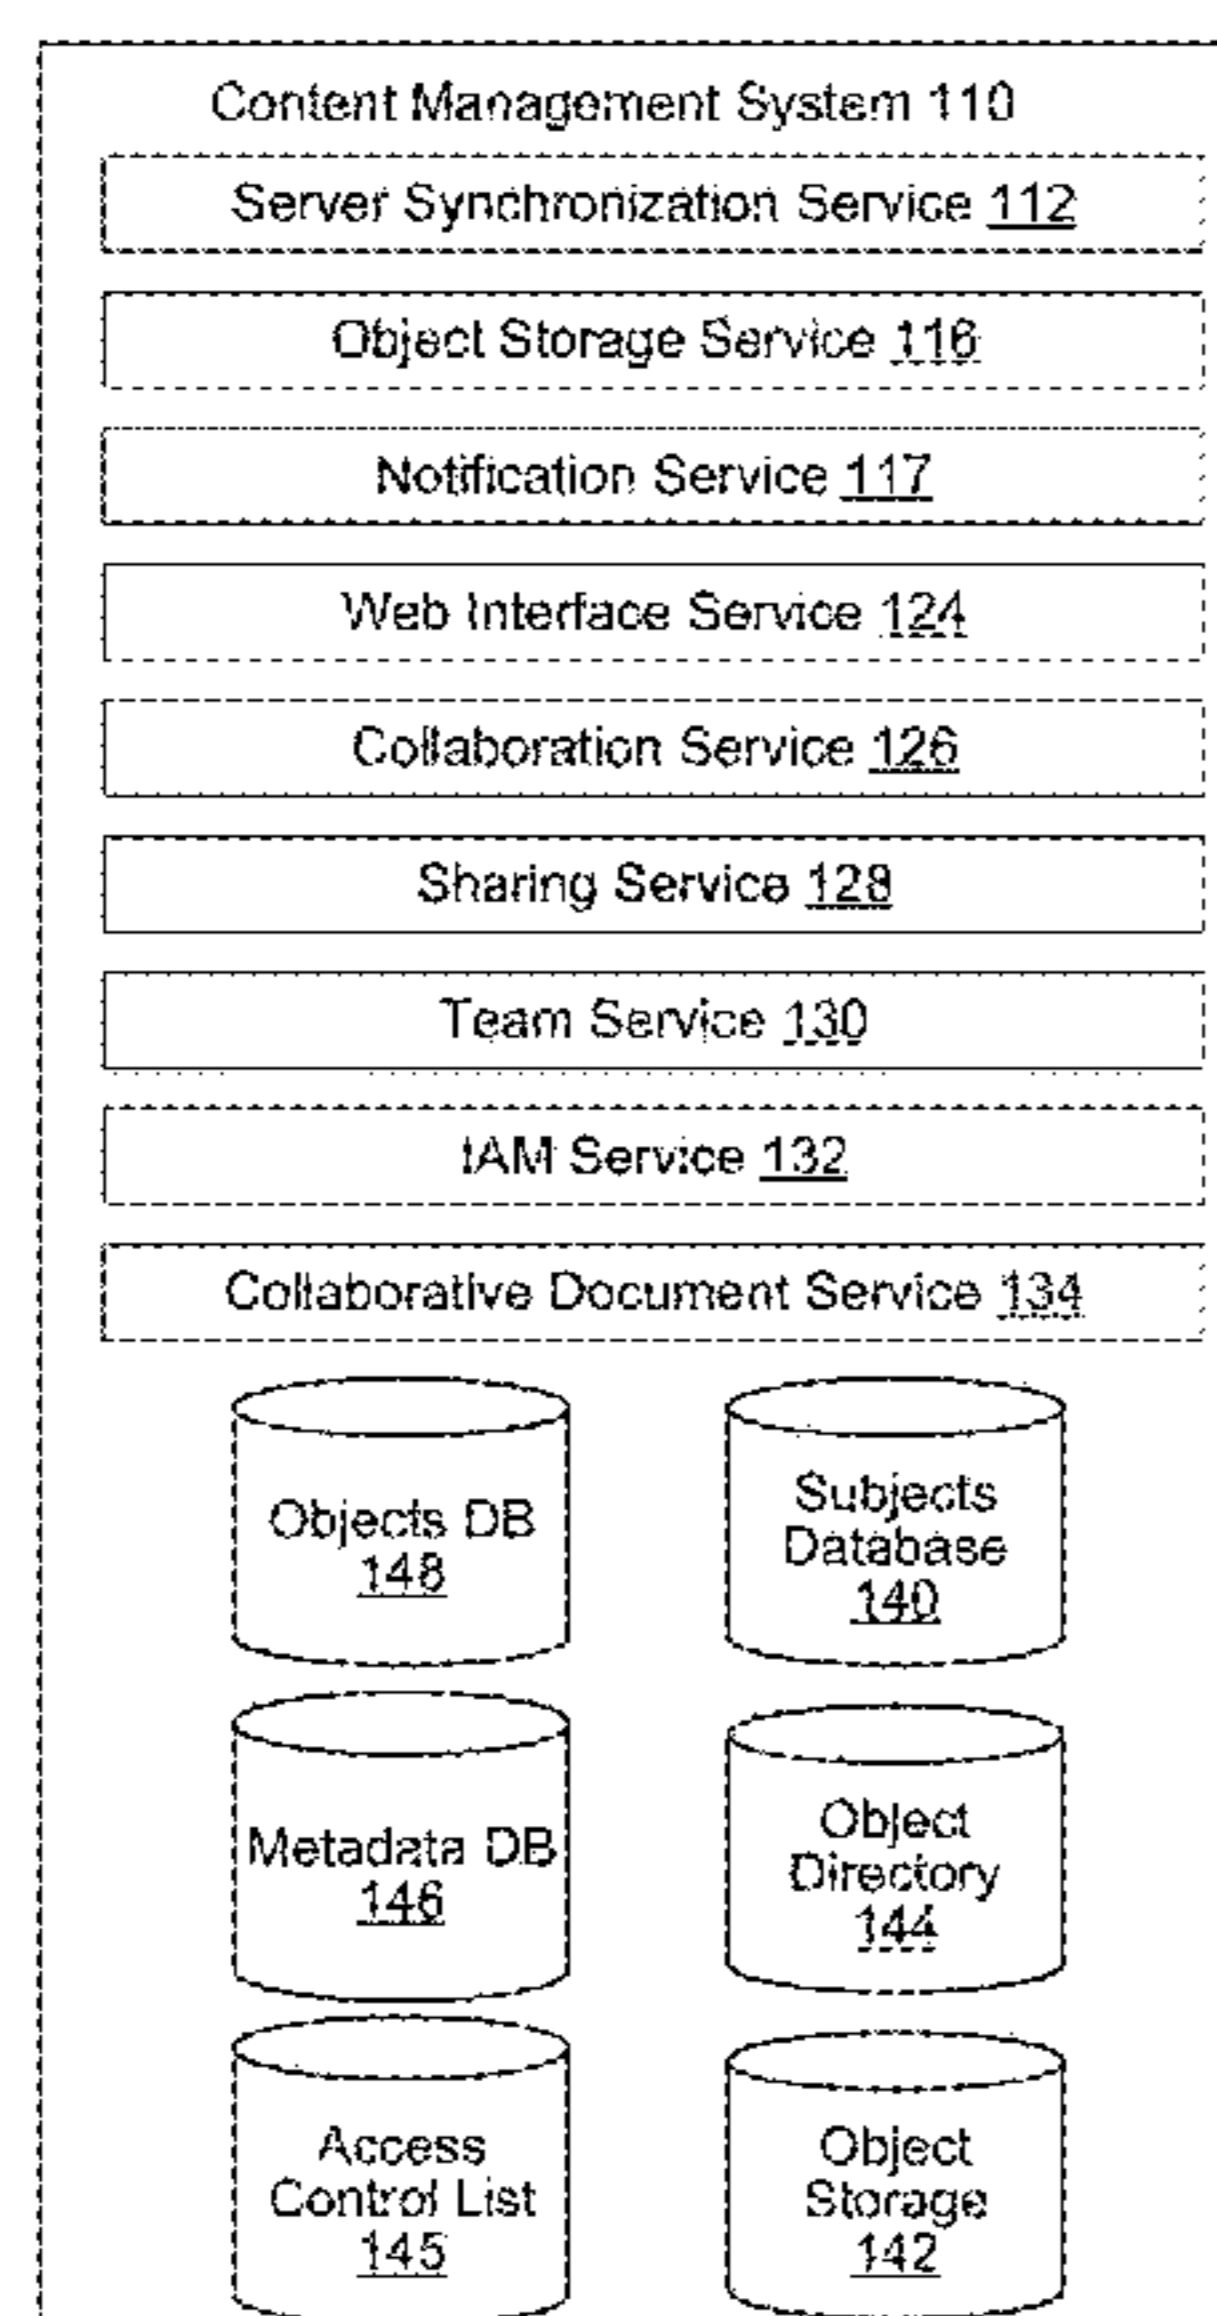 Content Management System 110
Server Synchronization Service 112
Object Storage Service 116
Notification Service 117
Web Interface Service 124
Collaboration Service 126
Sharing Service 128
Team Service 130
IAM Service 132
Collaborative Document Service 134
Objects DB
148
Subjects
Database
140
Metadata DB
146
Object
Directory
144
Access
Control List
145
Object
Storage
142